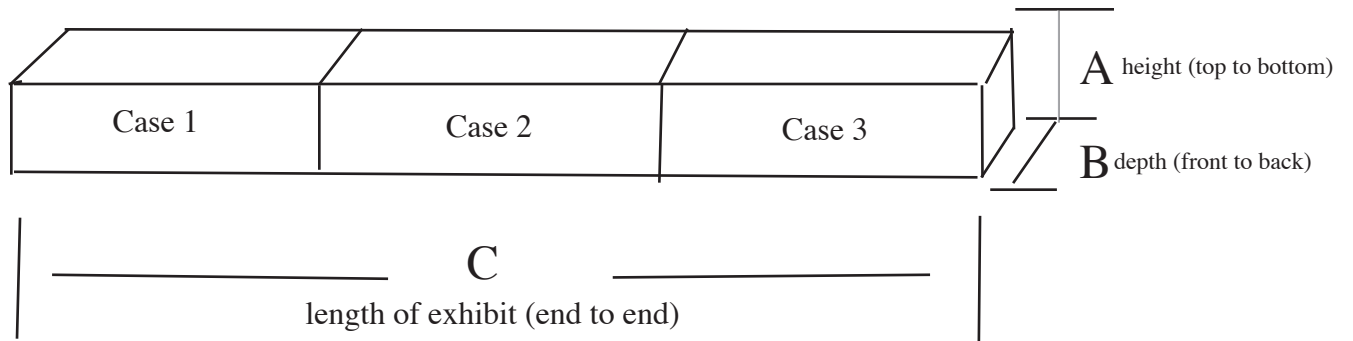 A height (top to bottom)
Case 1
Case 2
Case 3
B depth (front to back)
C
length of exhibit (end to end)